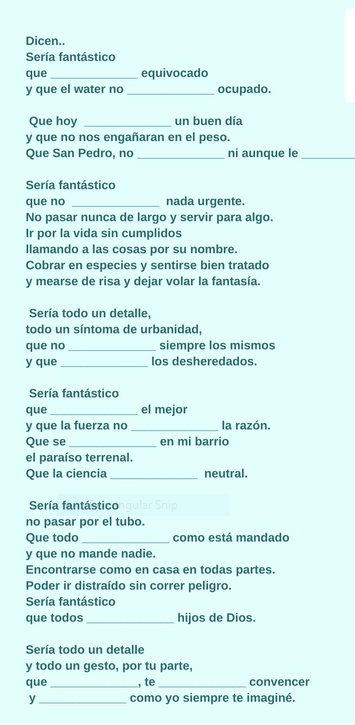 Dicen..
Sería fantástico
que _____________ equivocado
y que el water no _____________ ocupado.
Que hoy _____________ un buen día
y que no nos engañaran en el peso.
Que San Pedro, no _____________ ni aunque le ________
Sería fantástico
que no _____________ nada urgente.
No pasar nunca de largo y servir para algo.
Ir por la vida sin cumplidos
llamando a las cosas por su nombre.
Cobrar en especies y sentirse bien tratado
y mearse de risa y dejar volar la fantasía.
Sería todo un detalle,
todo un síntoma de urbanidad,
que no _____________ siempre los mismos
y que _____________ los desheredados.
Sería fantástico
que _____________ el mejor
y que la fuerza no _____________ la razón.
Que se _____________ en mi barrio
el paraíso terrenal.
Que la ciencia _____________ neutral.
Sería fantástico
no pasar por el tubo.
Que todo _____________ como está mandado
y que no mande nadie.
Encontrarse como en casa en todas partes.
Poder ir distraído sin correr peligro.
Sería fantástico
que todos _____________ hijos de Dios.
Sería todo un detalle
y todo un gesto, por tu parte,
que _____________, te _____________ convencer
y _____________ como yo siempre te imaginé.